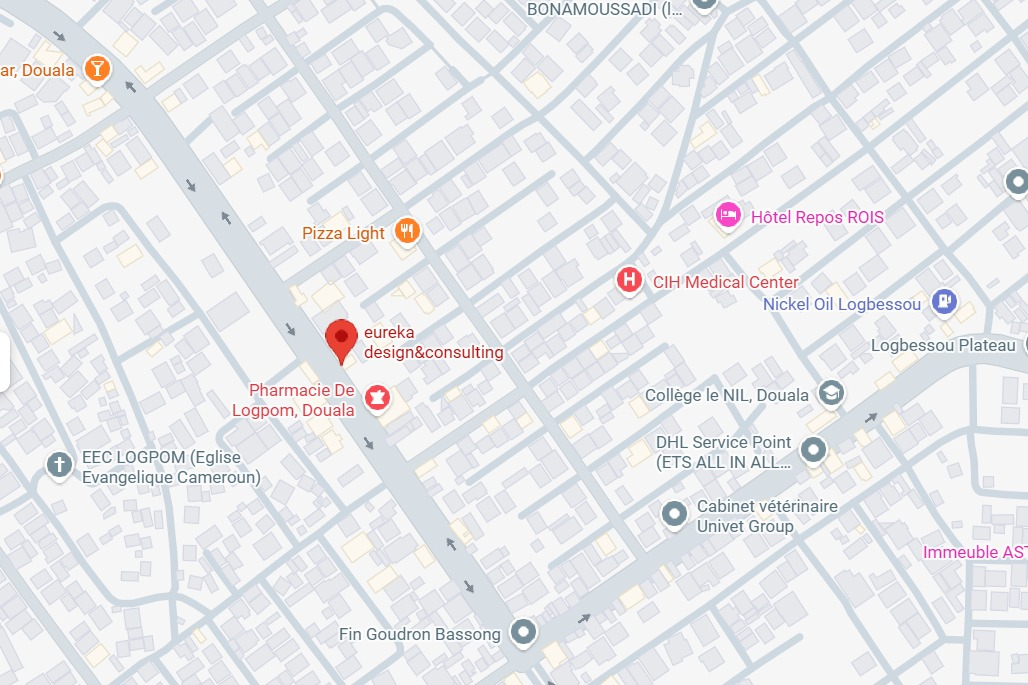 BONAMOUSSADI (l...
ar, Douala
Hôtel Repos ROIS
Pizza Light
CIH Medical Center
Nickel Oil Logbessou
eureka
design&consulting
Logbessou Plateau
Pharmacie De
Logpom, Douala
Collège le NIL, Douala
DHL Service Point
(ETS ALL IN ALL...
EEC LOGPOM (Eglise
Evangelique Cameroun)
Cabinet vétérinaire
Univet Group
Immeuble AST
Fin Goudron Bassong